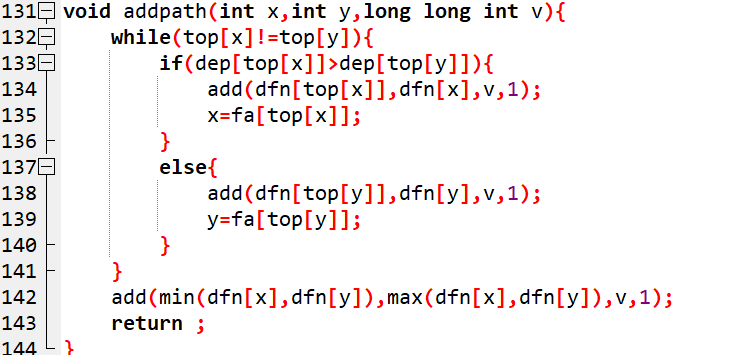 131 void addpath(int x,int y,long long int v){
132 while(top[x]!=top[y]){
133 if(dep[top[x]]>dep[top[y]]){
134 add(dfn[top[x]],dfn[x],v,1);
135 x=fa[top[x]];
136 }
137 else{
138 add(dfn[top[y]],dfn[y],v,1);
139 y=fa[top[y]];
140 }
141 }
142 add(min(dfn[x],dfn[y]),max(dfn[x],dfn[y]),v,1);
143 return ;
144 }